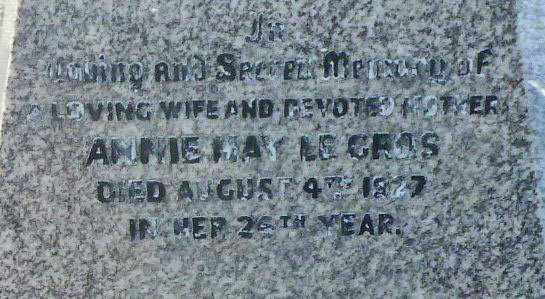 In
Loving and Sacred Memory of
A LOVING WIFE AND DEVOTED MOTHER
ANNIE MAY LE GROS
DIED AUGUST 4TH 1927
IN HER 26TH YEAR.